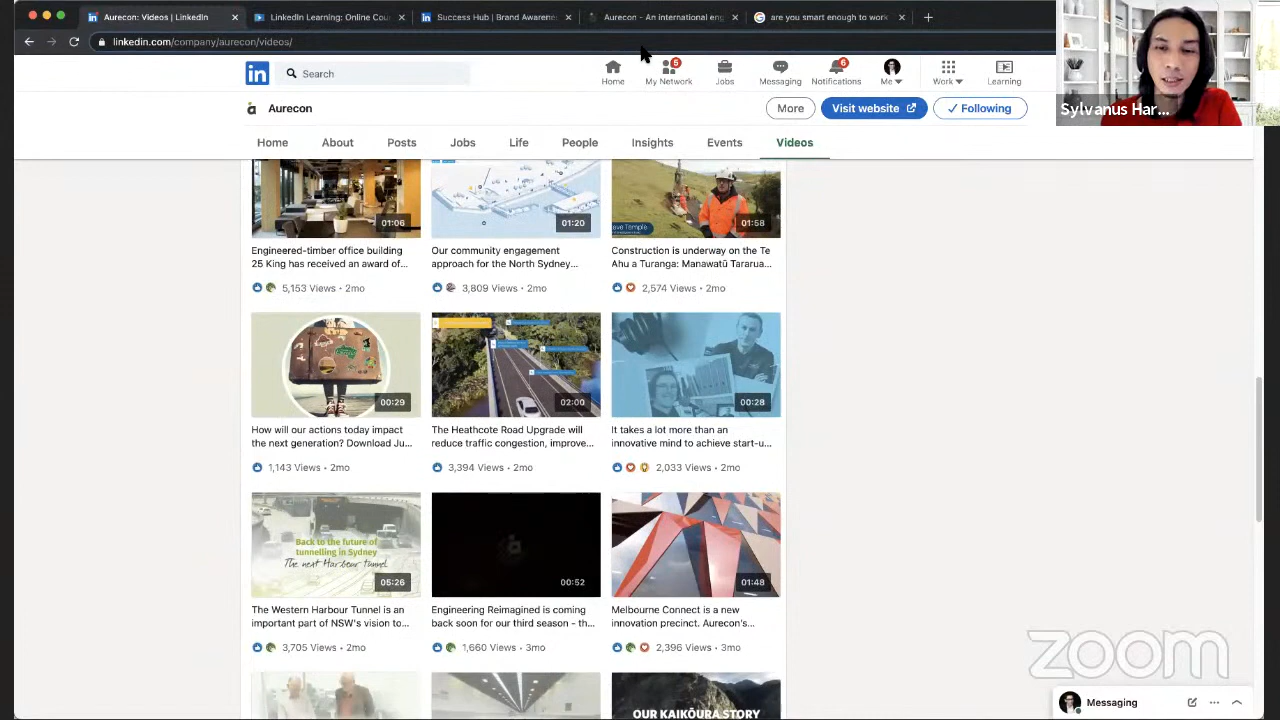 Aurecon: Videos | LinkedIn
LinkedIn Learning: Online Cou
Success Hub | Brand Awarene
Aurecon - An international eng
are you smart enough to work
linkedin.com/company/aurecon/videos/
Sylvanus Har...
in
Search
Home
5
My Network
Jobs
Messaging
6
Notifications
Me
Work
Learning
Aurecon
More
Visit website
Following
Home
About
Posts
Jobs
Life
People
Insights
Events
Videos
01:06
01:20
01:58
Engineered-timber office building
25 King has received an award of...
5,153 Views • 2mo
Our community engagement
approach for the North Sydney...
3,809 Views • 2mo
Construction is underway on the Te
Ahu a Turanga: Manawatū Tararua...
2,574 Views • 2mo
00:29
02:00
00:28
How will our actions today impact
the next generation? Download Ju...
1,143 Views • 2mo
The Heathcote Road Upgrade will
reduce traffic congestion, improve...
3,394 Views • 2mo
It takes a lot more than an
innovative mind to achieve start-u...
2,033 Views • 2mo
Back to the future of
tunnelling in Sydney
The next Harbour tunnel
05:26
00:52
01:48
The Western Harbour Tunnel is an
important part of NSW's vision to...
3,705 Views • 2mo
Engineering Reimagined is coming
back soon for our third season – th...
1,660 Views • 3mo
Melbourne Connect is a new
innovation precinct. Aurecon's...
2,396 Views • 3mo
OUR KAIKŌURA STORY
zoom
Messaging